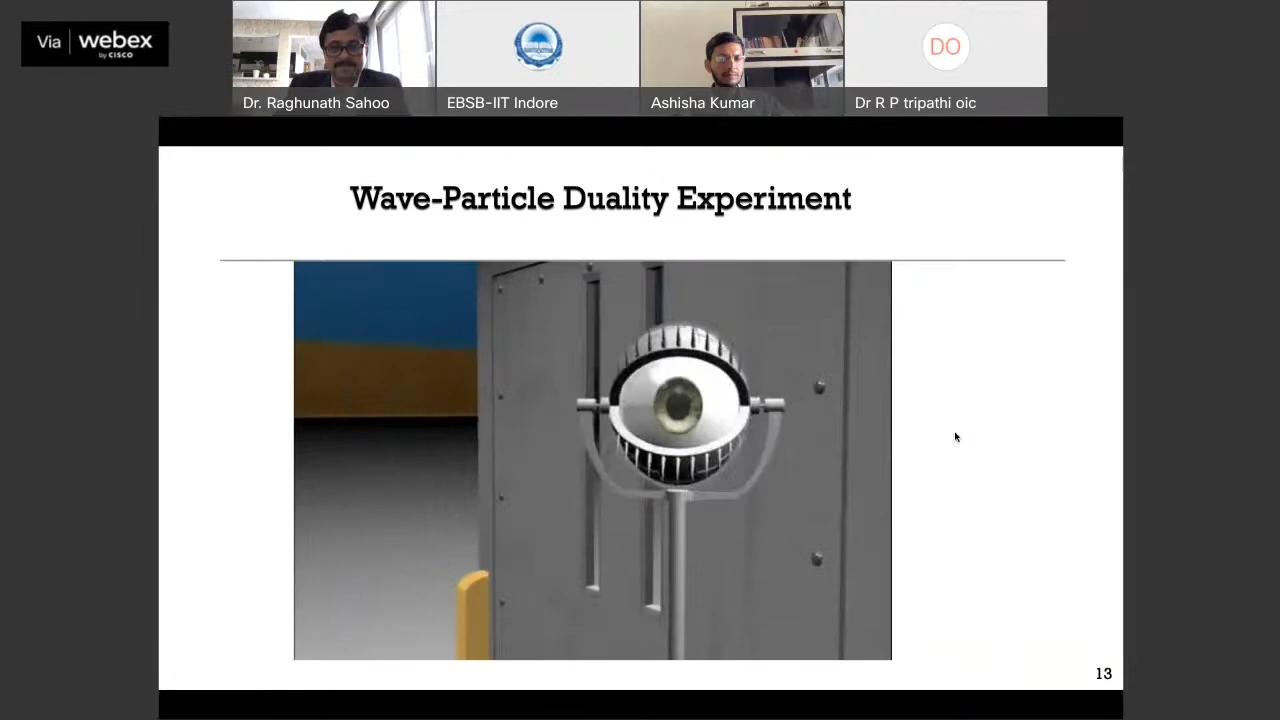 Via webex
by CISCO
DO
Dr. Raghunath Sahoo
EBSB-IIT Indore
Ashisha Kumar
Dr R P tripathi oic
Wave-Particle Duality Experiment
13